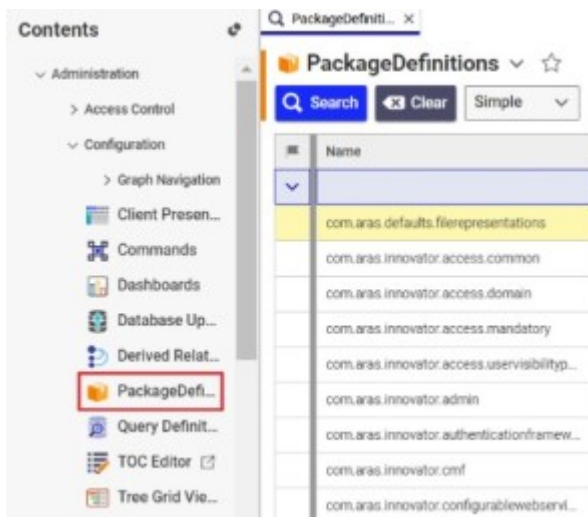 Contents
Administration
Access Control
Configuration
Graph Navigation
Client Presen...
Commands
Dashboards
Database Up...
Derived Relat...
PackageDefi...
Query Definit...
TOC Editor
Tree Grid Vie...
PackageDefiniti...
PackageDefinitions
Search Clear Simple
Name
com.aras.defaults.filerepresentations
com.aras.innovator.access.common
com.aras.innovator.access.domain
com.aras.innovator.access.mandatory
com.aras.innovator.access.uservisibilityp...
com.aras.innovator.admin
com.aras.innovator.authenticationframew...
com.aras.innovator.cmf
com.aras.innovator.configurablewebservi...